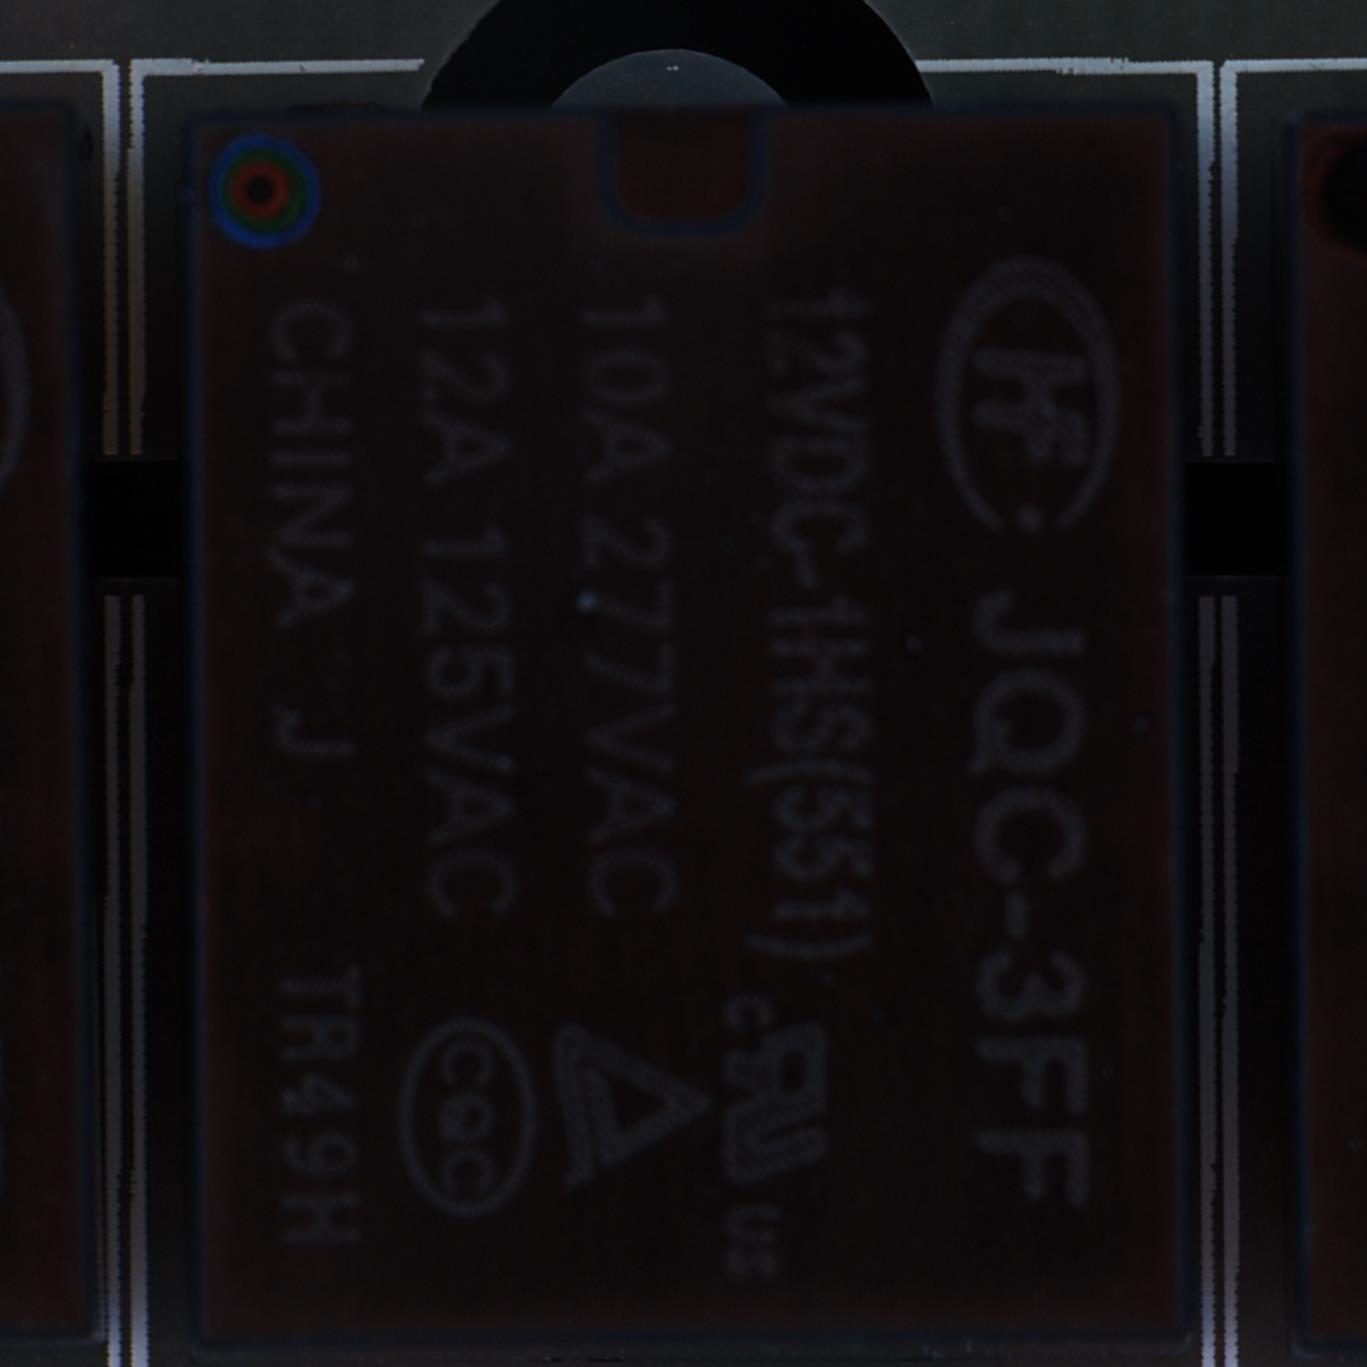 HF JQC-3FF
12VDC-1HS(551)
c US
10A 277VAC
12A 125VAC
CQC
CHINA J TR49H